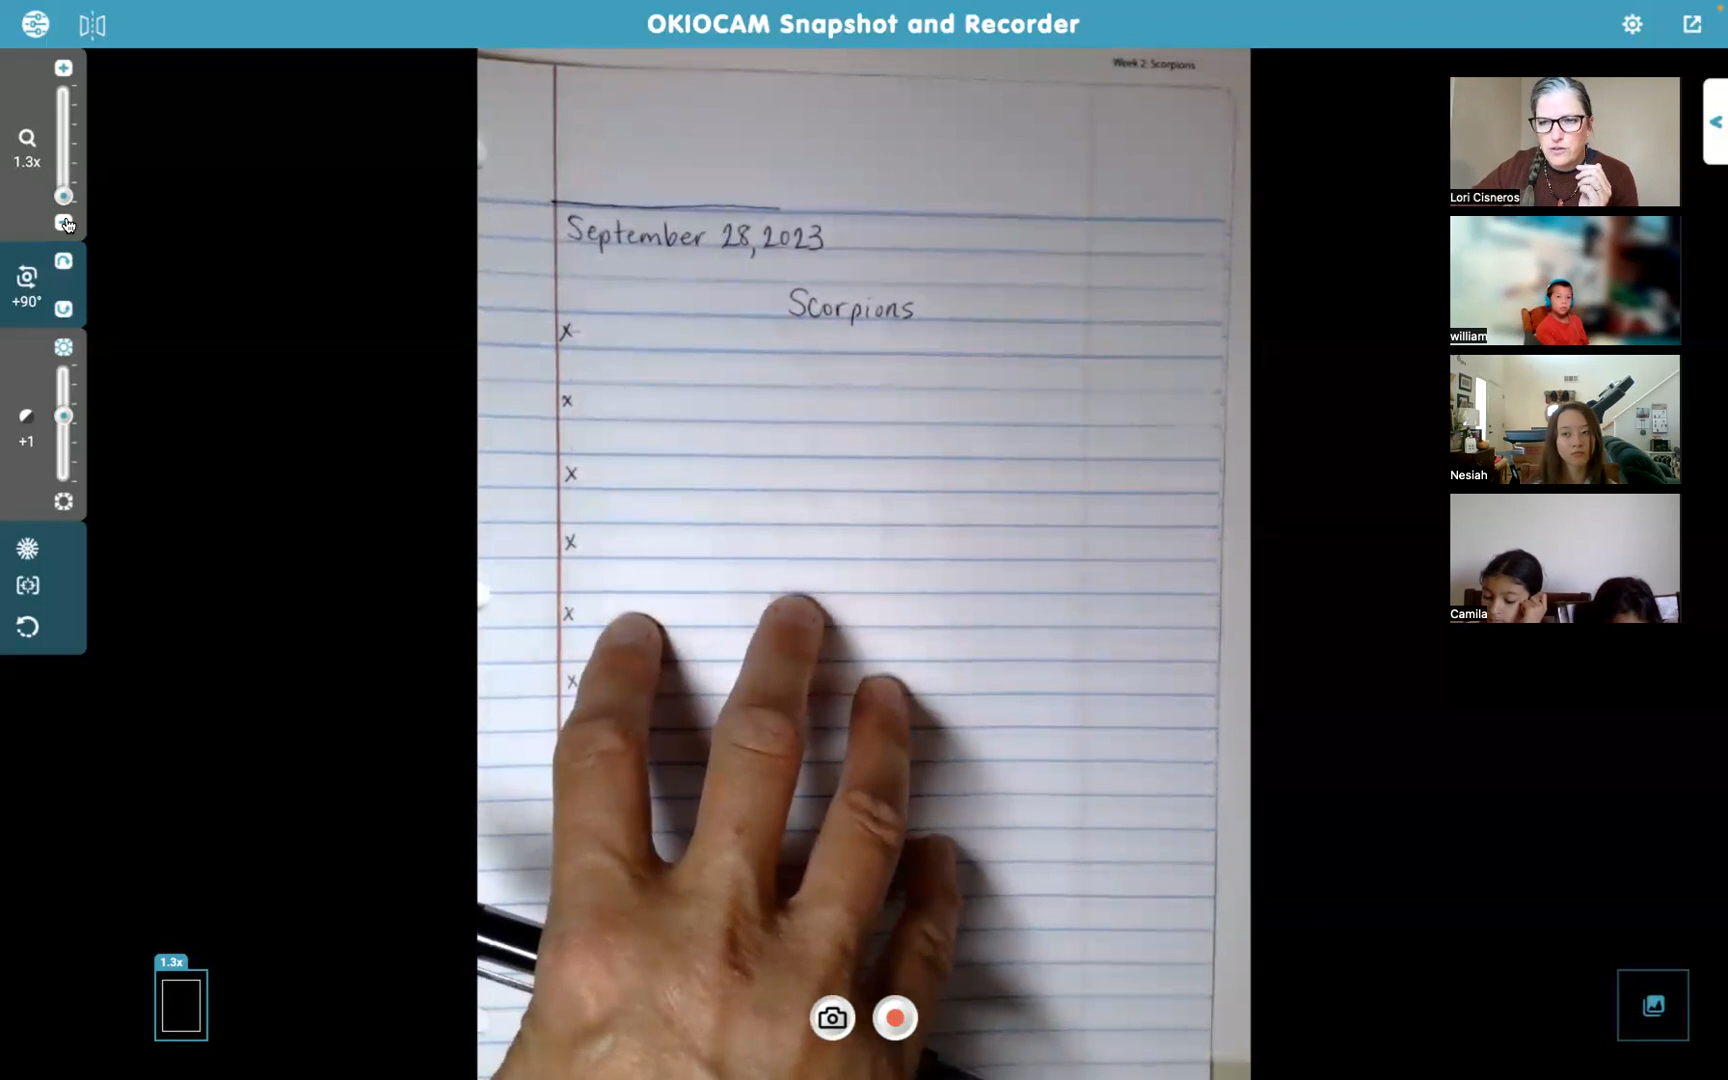 OKIOCAM Snapshot and Recorder
1.3x
+90°
+1
1.3x
Week 2: Scorpions
September 28, 2023
Scorpions
x
x
x
x
x
x
Lori Cisneros
william
Nesiah
Camila